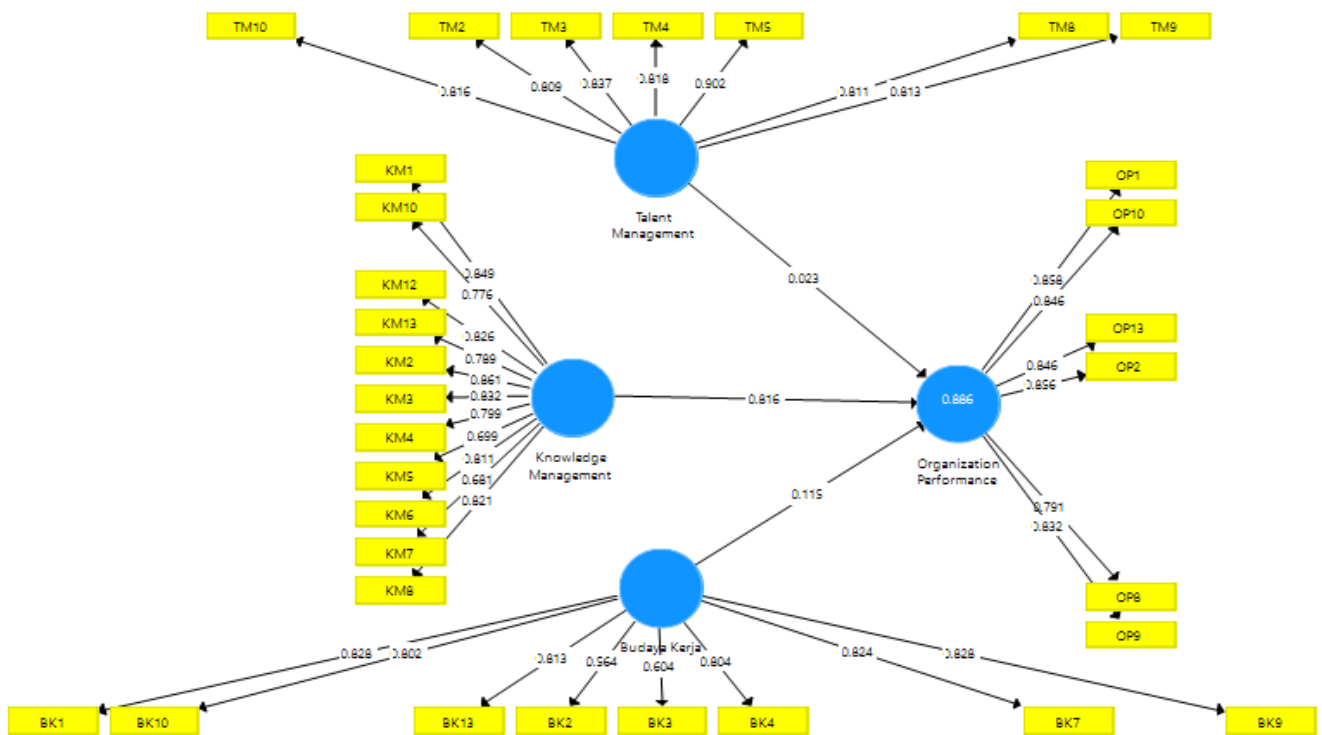 TM10 TM2 TM3 TM4 TM5 TM8 TM9
0.816 0.809 0.837 0.818 0.902 0.811 0.813
Talent
Management
KM1
KM10
KM12
KM13
KM2
KM3
KM4
KM5
KM6
KM7
KM8
0.849
0.776
0.826
0.789
0.861
0.832
0.799
0.699
0.811
0.681
0.821
Knowledge
Management
0.023
0.816
0.115
0.886
Organization
Performance
OP1
OP10
OP13
OP2
OP8
OP9
0.858
0.846
0.846
0.856
0.791
0.832
Budaya Kerja
0.828 0.802 0.813 0.564 0.604 0.804 0.824 0.828
BK1 BK10 BK13 BK2 BK3 BK4 BK7 BK9